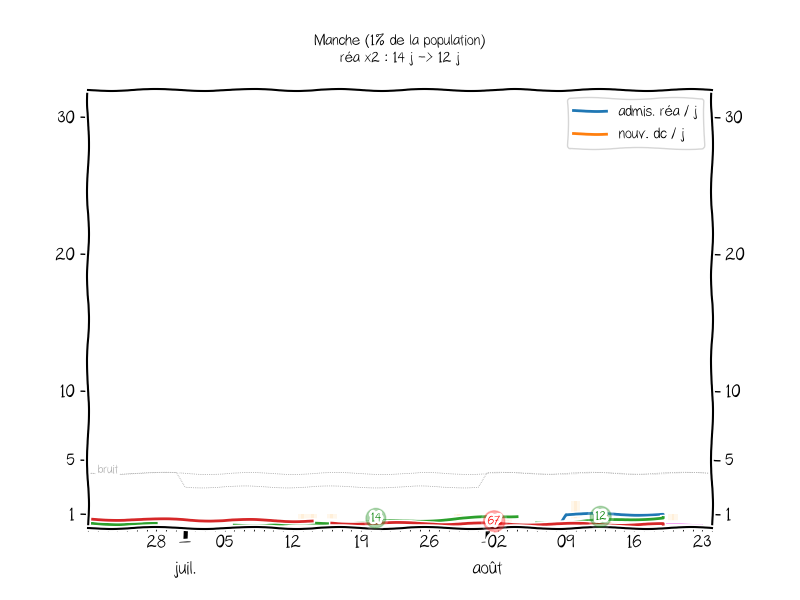 Manche (1% de la population)
réa x2 : 14 j -> 12 j
admis. réa / j
nouv. dc / j
30 30
20 20
10 10
5 5
bruit
1 1
14 67 12
28 05 12 19 26 02 09 16 23
juil. août